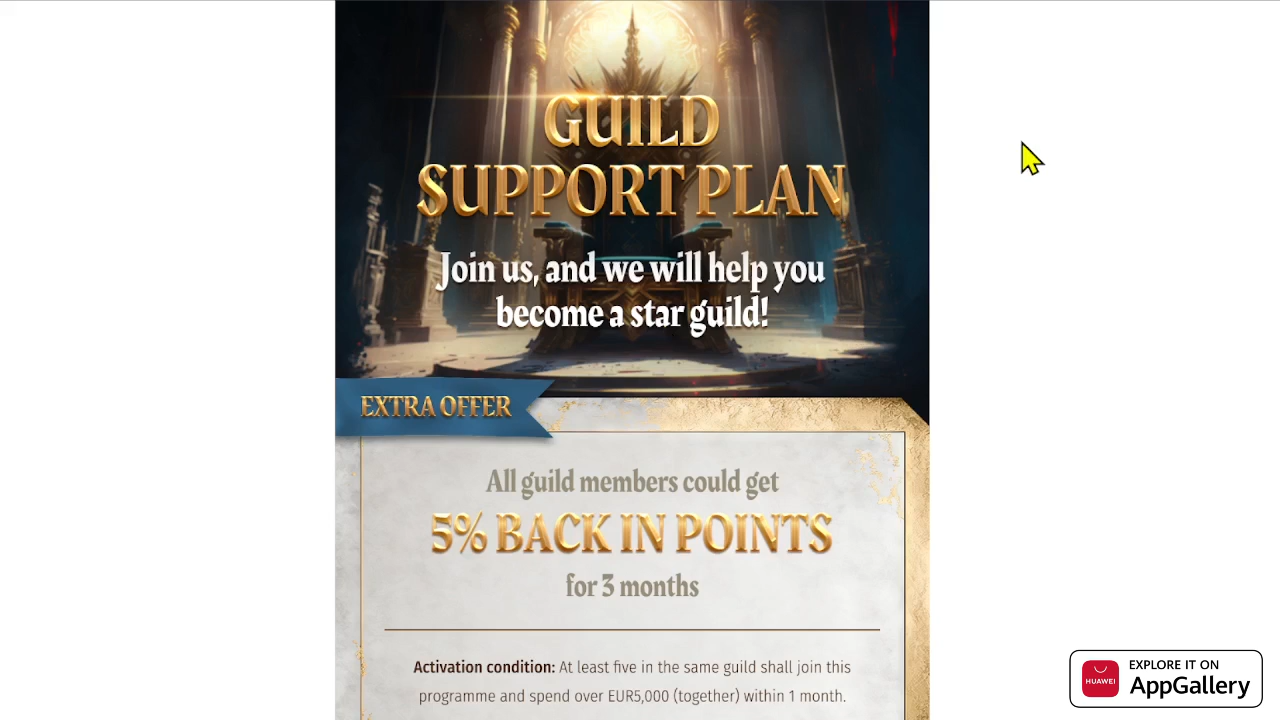 GUILD
SUPPORT PLAN
Join us, and we will help you
become a star guild!
EXTRA OFFER
All guild members could get
5% BACK IN POINTS
for 3 months
Activation condition: At least five in the same guild shall join this
programme and spend over EUR5,000 (together) within 1 month.
HUAWEI
EXPLORE IT ON
AppGallery